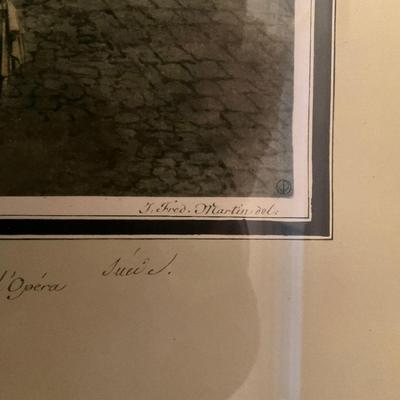 J. Fred. Martin del.
l'Opéra